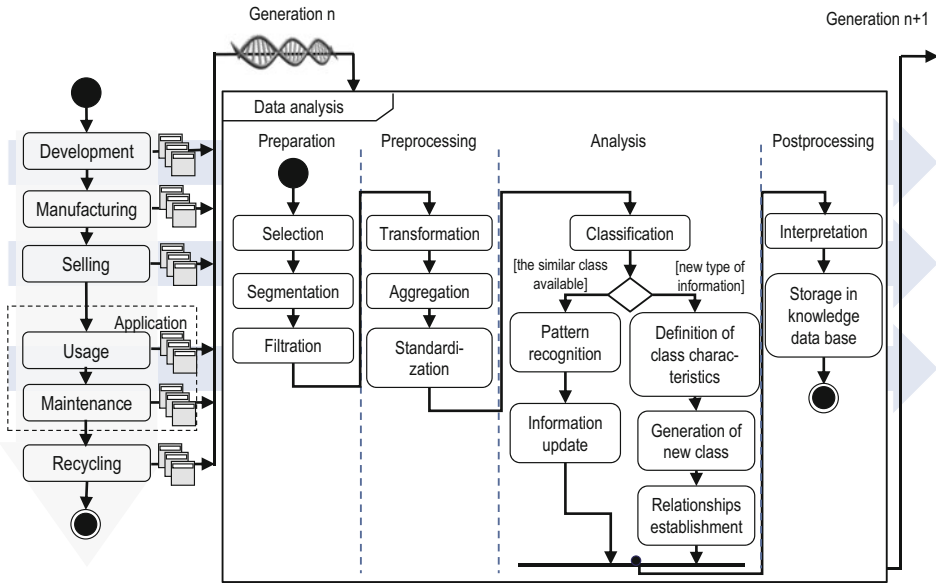 Generation n
Generation n+1
Development
Manufacturing
Selling
Application
Usage
Maintenance
Recycling
Data analysis
Preparation
Selection
Segmentation
Filtration
Preprocessing
Transformation
Aggregation
Standardi-
zation
Analysis
Classification
[the similar class
available]
[new type of
information]
Pattern
recognition
Information
update
Definition of
class charac-
teristics
Generation of
new class
Relationships
establishment
Postprocessing
Interpretation
Storage in
knowledge
data base